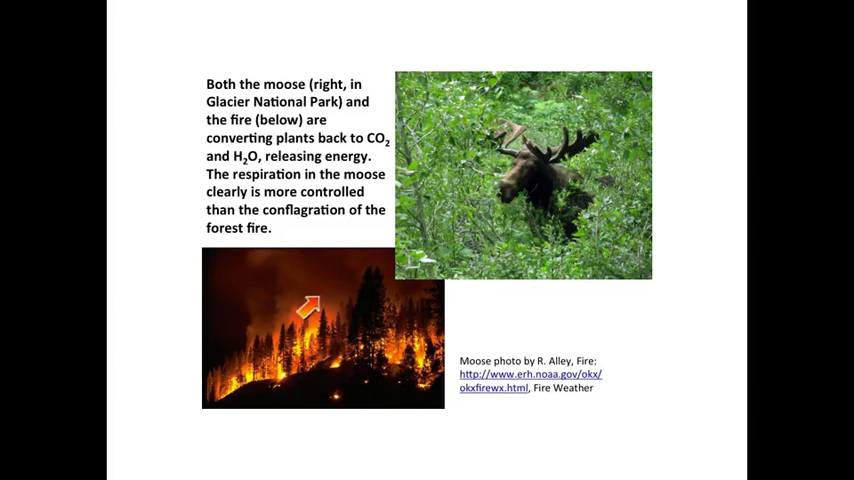 Both the moose (right, in
Glacier National Park) and
the fire (below) are
converting plants back to CO₂
and H₂O, releasing energy.
The respiration in the moose
clearly is more controlled
than the conflagration of the
forest fire.
Moose photo by R. Alley, Fire:
http://www.erh.noaa.gov/okx/
okxfirewx.html, Fire Weather